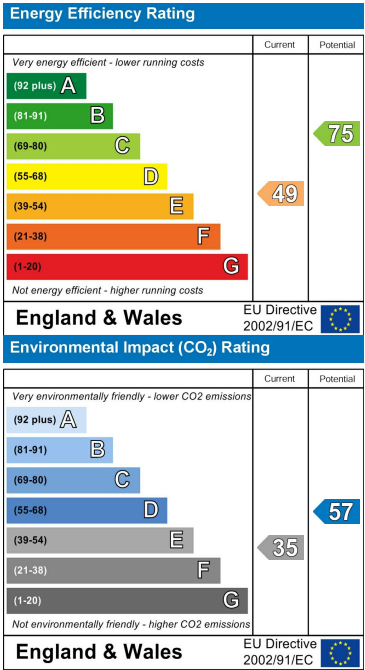 Energy Efficiency Rating
Current Potential
Very energy efficient - lower running costs
(92 plus) A
(81-91) B
(69-80) C
75
(55-68) D
(39-54) E
49
(21-38) F
(1-20) G
Not energy efficient - higher running costs
England & Wales
EU Directive
2002/91/EC
Environmental Impact (CO₂) Rating
Current Potential
Very environmentally friendly - lower CO2 emissions
(92 plus) A
(81-91) B
(69-80) C
(55-68) D
57
(39-54) E
35
(21-38) F
(1-20) G
Not environmentally friendly - higher CO2 emissions
England & Wales
EU Directive
2002/91/EC